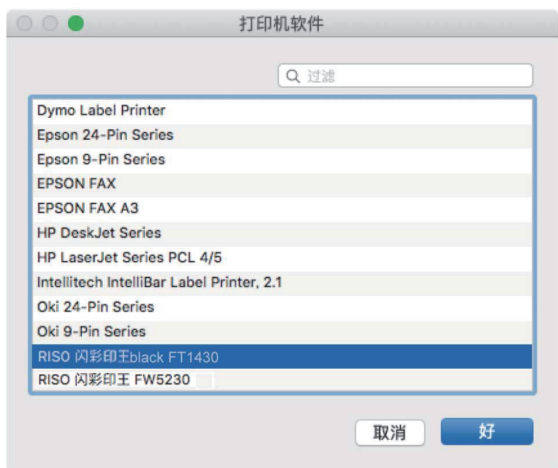 打印机软件
过滤
Dymo Label Printer
Epson 24-Pin Series
Epson 9-Pin Series
EPSON FAX
EPSON FAX A3
HP DeskJet Series
HP LaserJet Series PCL 4/5
Intellitech IntelliBar Label Printer, 2.1
Oki 24-Pin Series
Oki 9-Pin Series
RISO 闪彩印王black FT1430
RISO 闪彩印王 FW5230
取消 好